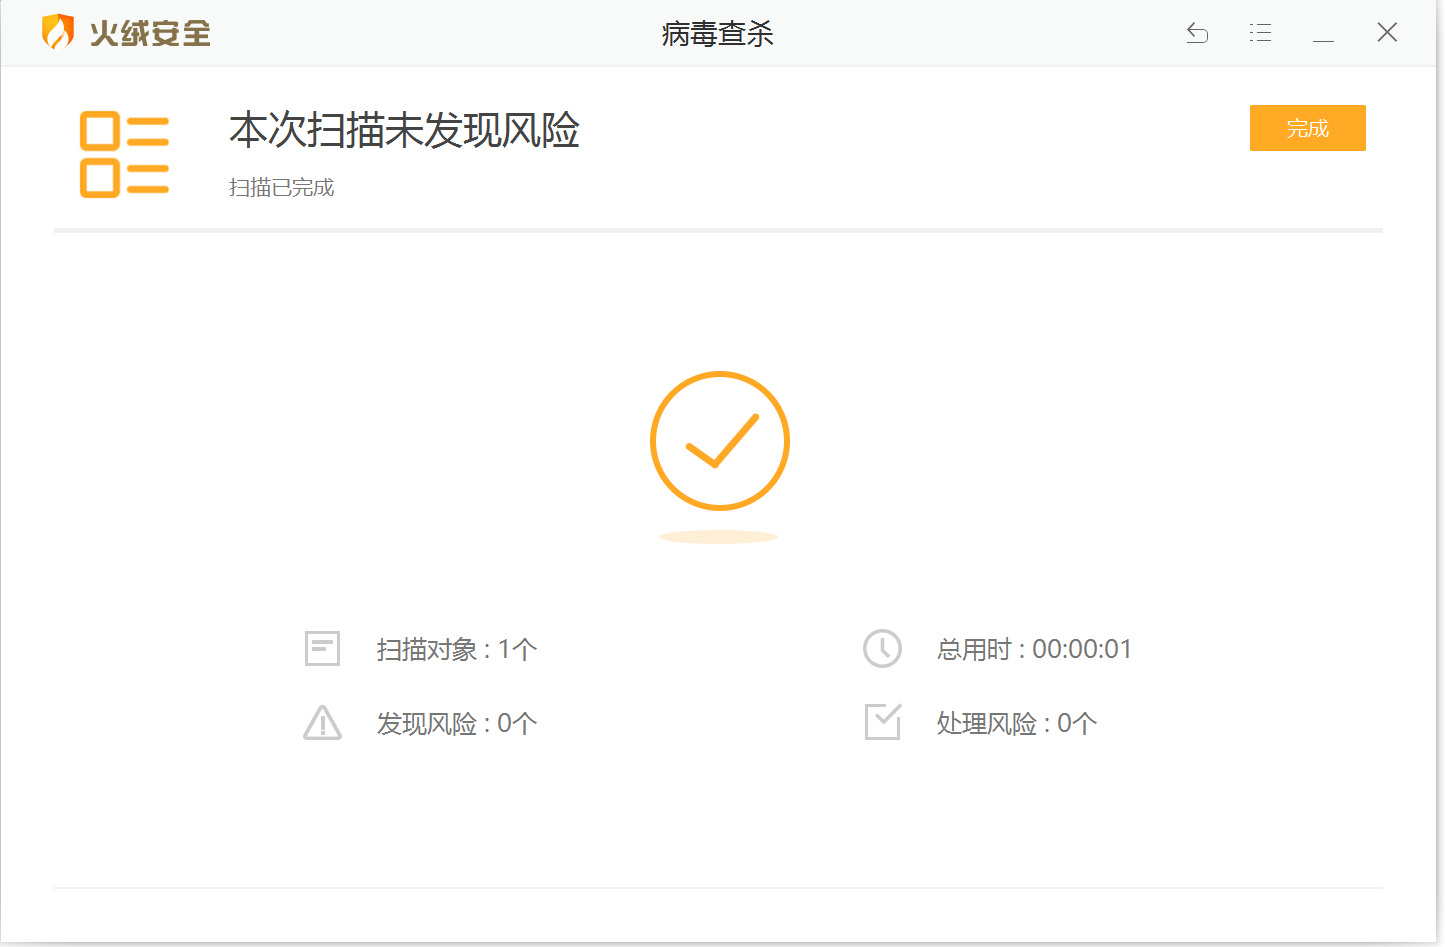 火绒安全
病毒查杀
本次扫描未发现风险
完成
扫描已完成
扫描对象 : 1个
总用时 : 00:00:01
发现风险 : 0个
处理风险 : 0个